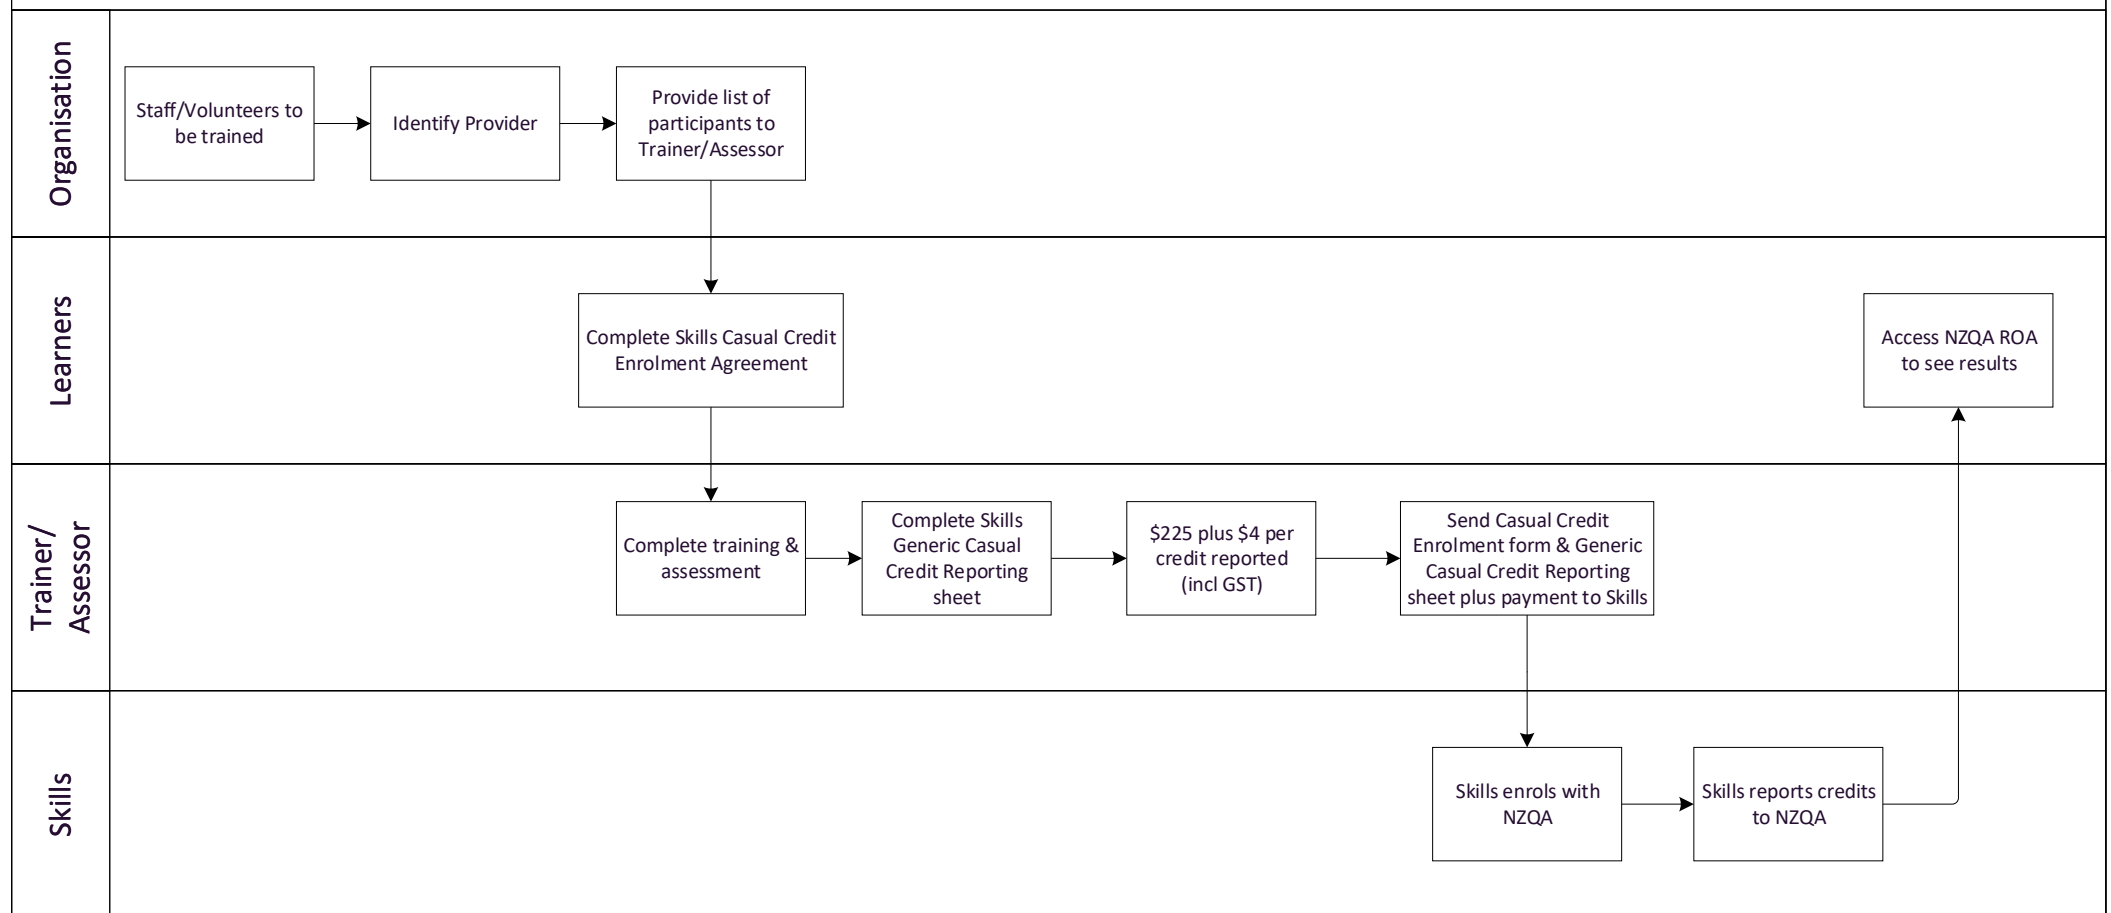 Organisation
Staff/Volunteers to
be trained
Identify Provider
Provide list of
participants to
Trainer/Assessor
Learners
Complete Skills Casual Credit
Enrolment Agreement
Access NZQA ROA
to see results
Trainer/
Assessor
Complete training &
assessment
Complete Skills
Generic Casual
Credit Reporting
sheet
$225 plus $4 per
credit reported
(incl GST)
Send Casual Credit
Enrolment form & Generic
Casual Credit Reporting
sheet plus payment to Skills
Skills
Skills enrols with
NZQA
Skills reports credits
to NZQA